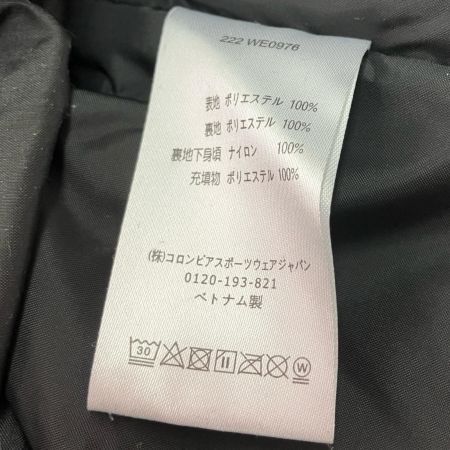 222 WE0976
表地 ポリエステル 100%
裏地 ポリエステル 100%
裏地下身頃 ナイロン 100%
充填物 ポリエステル 100%
(株)コロンビアスポーツウェアジャパン
0120-193-821
ベトナム製
30 W